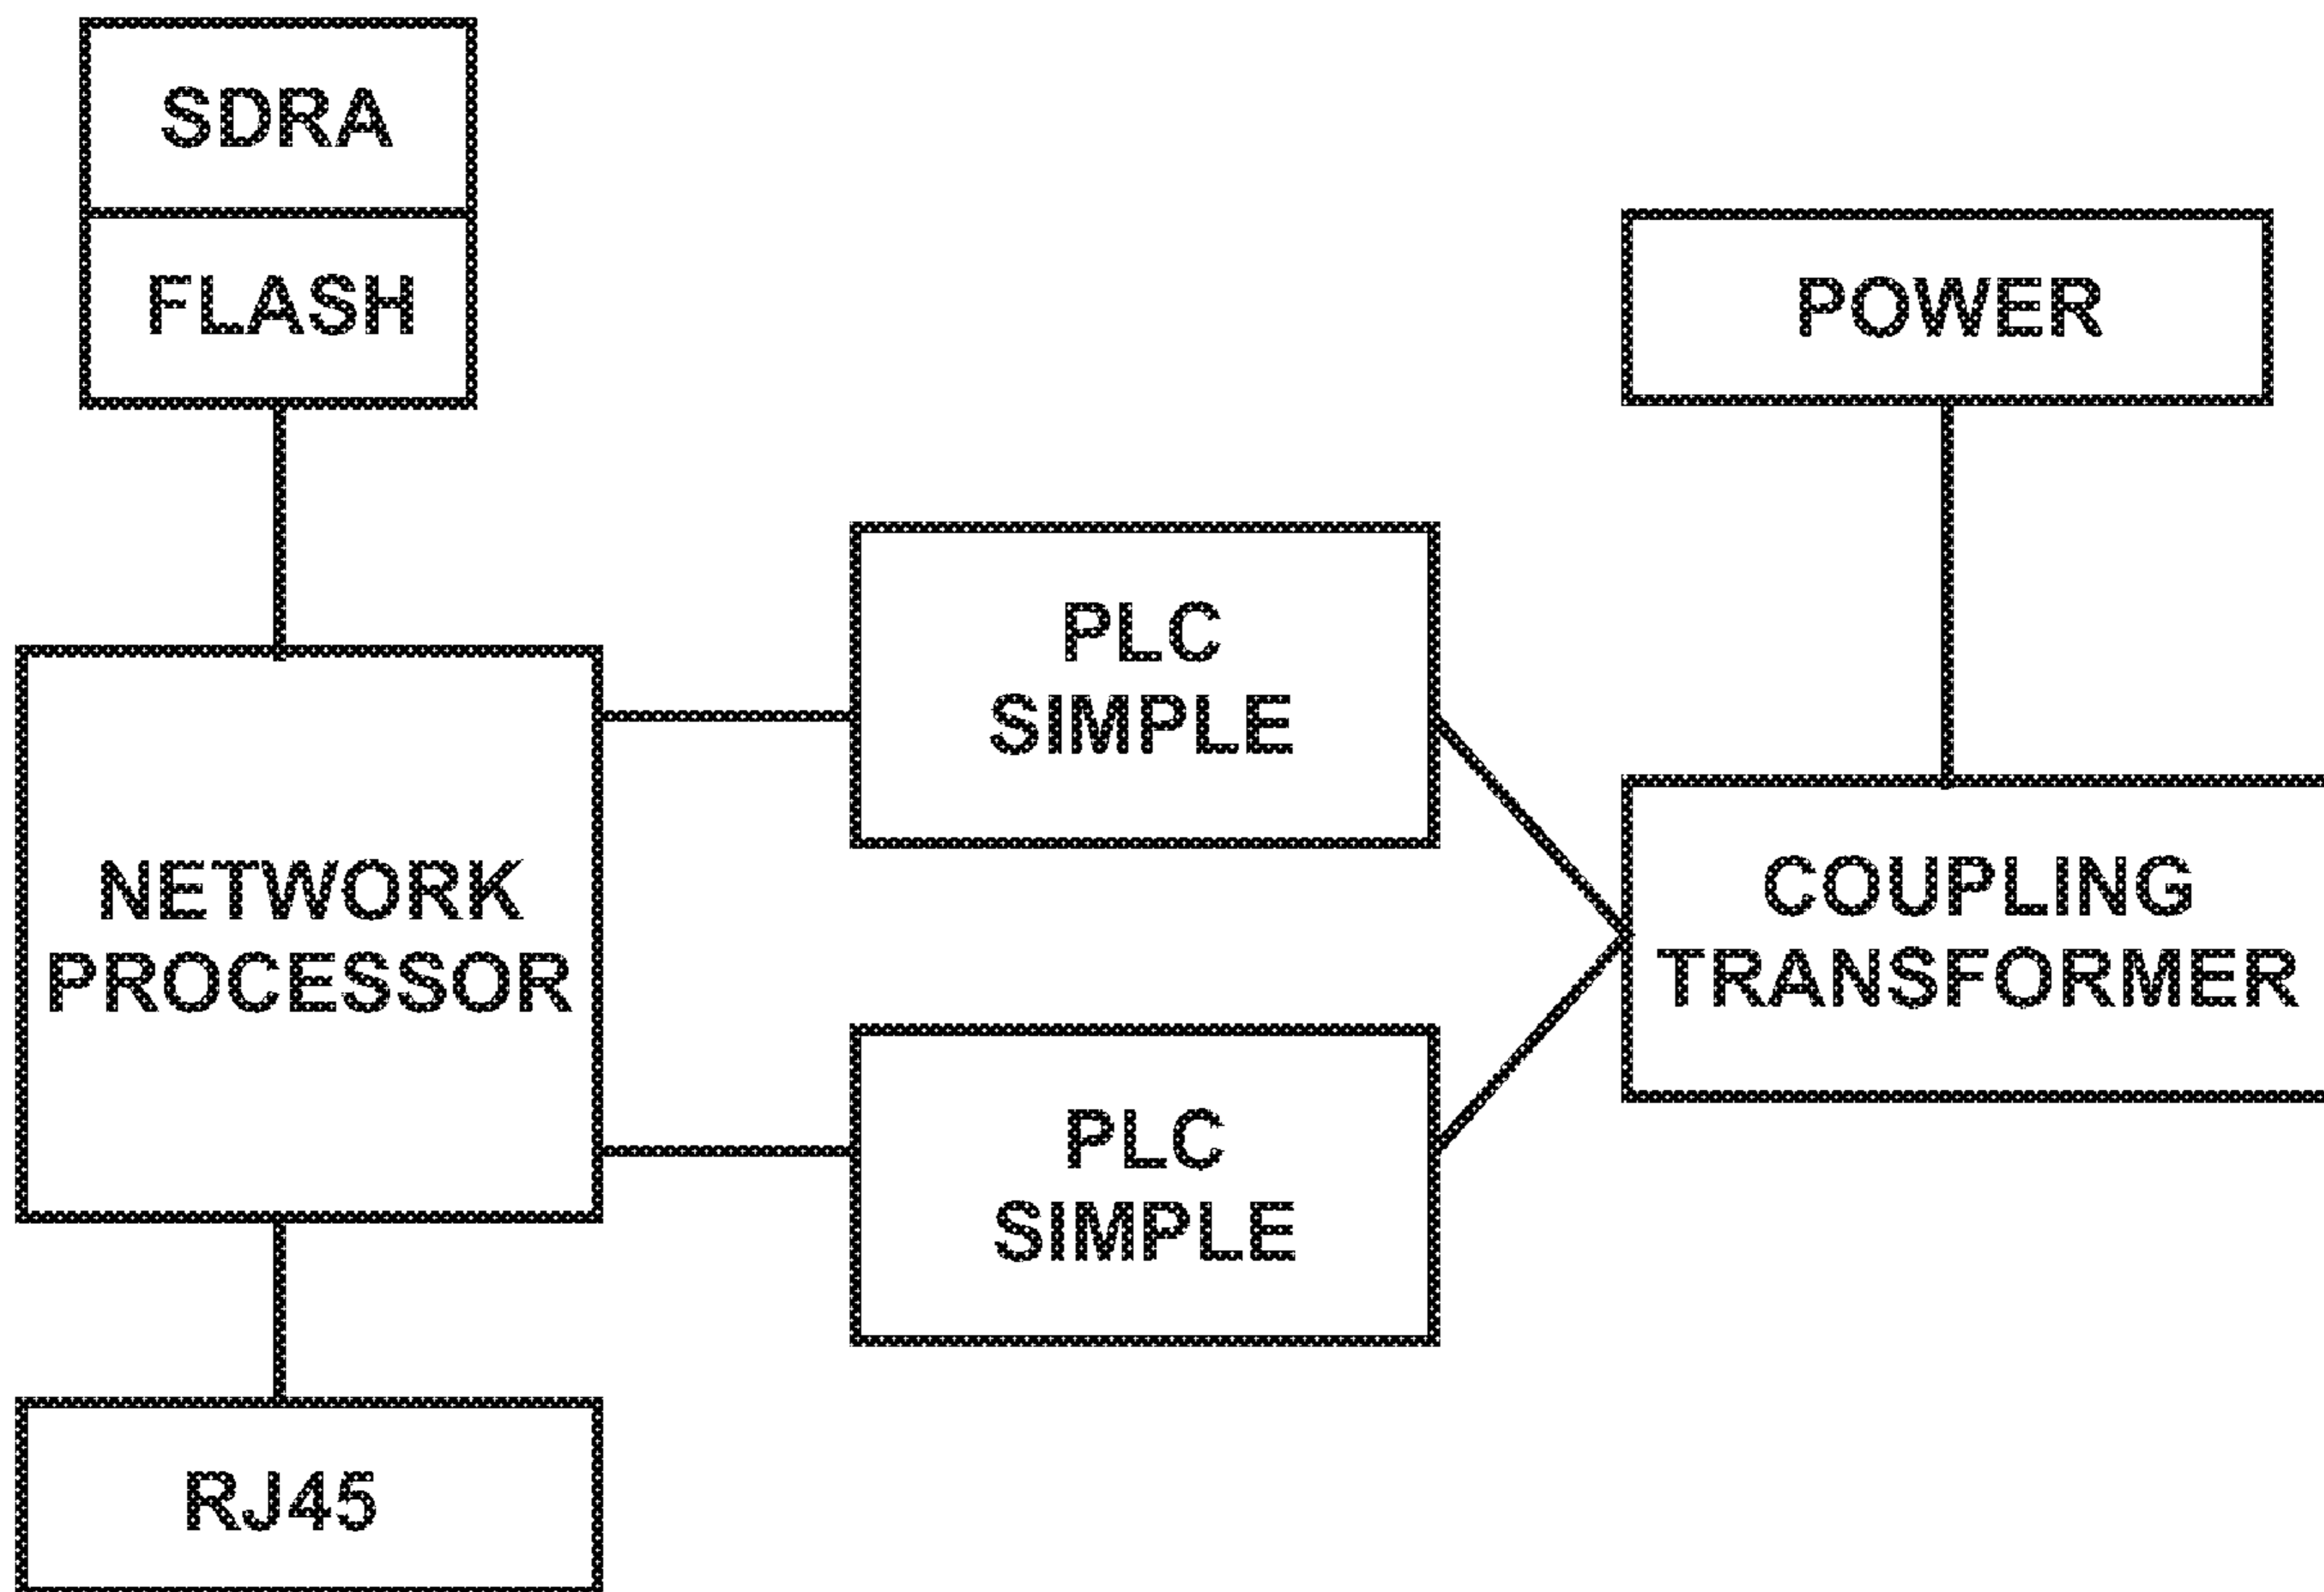 SDRA
FLASH
POWER
PLC
SIMPLE
NETWORK
PROCESSOR
COUPLING
TRANSFORMER
PLC
SIMPLE
RJ45